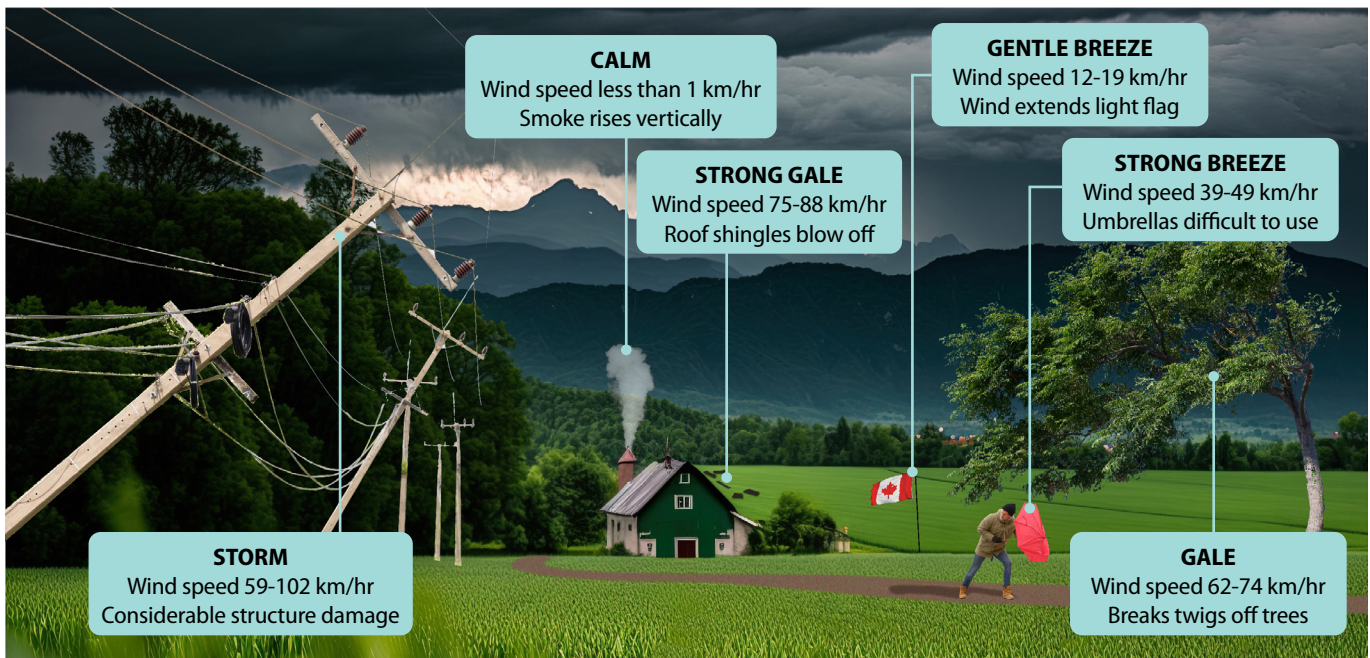 CALM
Wind speed less than 1 km/hr
Smoke rises vertically
GENTLE BREEZE
Wind speed 12-19 km/hr
Wind extends light flag
STRONG GALE
Wind speed 75-88 km/hr
Roof shingles blow off
STRONG BREEZE
Wind speed 39-49 km/hr
Umbrellas difficult to use
STORM
Wind speed 59-102 km/hr
Considerable structure damage
GALE
Wind speed 62-74 km/hr
Breaks twigs off trees